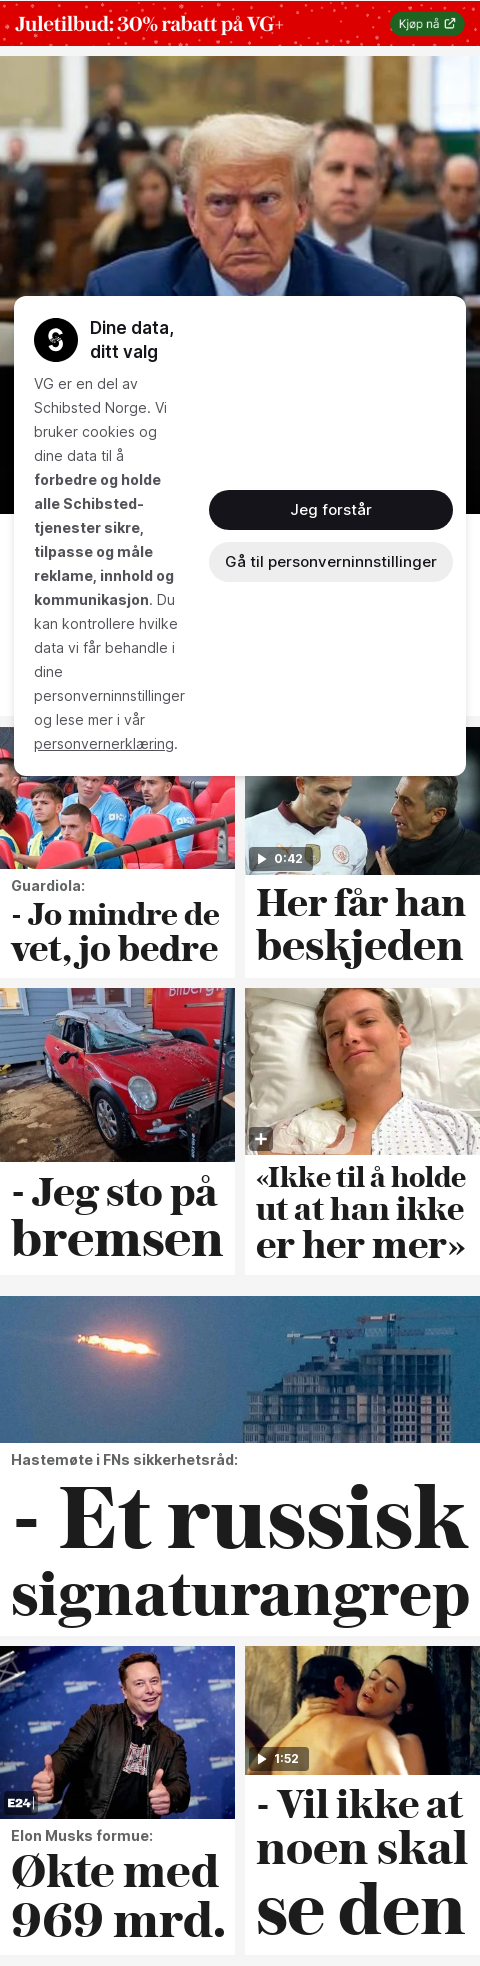 Juletilbud: 30% rabatt på VG+
Kjøp nå
Dine data,
ditt valg
VG er en del av
Schibsted Norge. Vi
bruker cookies og
dine data til å
forbedre og holde
alle Schibsted-
tjenester sikre,
tilpasse og måle
reklame, innhold og
kommunikasjon. Du
kan kontrollere hvilke
data vi får behandle i
dine
personverninnstillinger
og lese mer i vår
personvernerklæring.
Jeg forstår
Gå til personverninnstillinger
Guardiola:
- Jo mindre de
vet, jo bedre
0:42
Her får han
beskjeden
- Jeg sto på
bremsen
«Ikke til å holde
ut at han ikke
er her mer»
Hastemøte i FNs sikkerhetsråd:
- Et russisk
signaturangrep
E24
Elon Musks formue:
Økte med
969 mrd.
1:52
- Vil ikke at
noen skal
se den